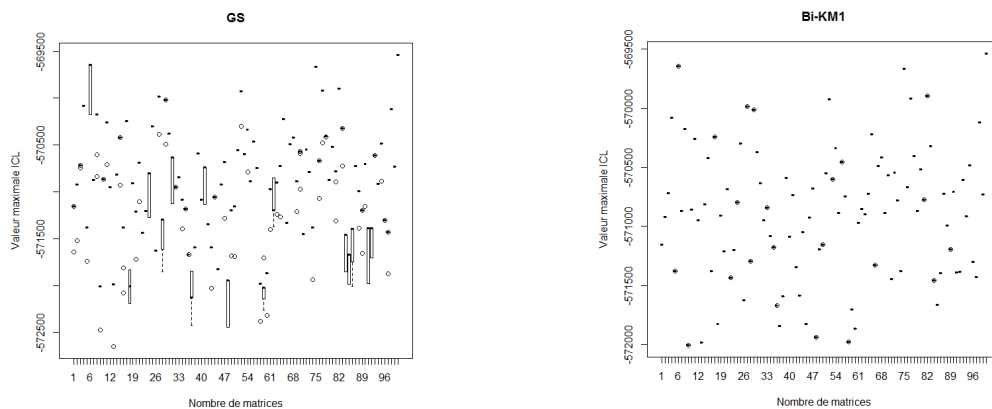 GS
Valeur maximale ICL
-569500
-570500
-571500
-572500
1 6 12 19 26 33 40 47 54 61 68 75 82 89 96
Nombre de matrices
Bi-KM1
Valeur maximale ICL
-569500
-570000
-570500
-571000
-571500
-572000
1 6 12 19 26 33 40 47 54 61 68 75 82 89 96
Nombre de matrices